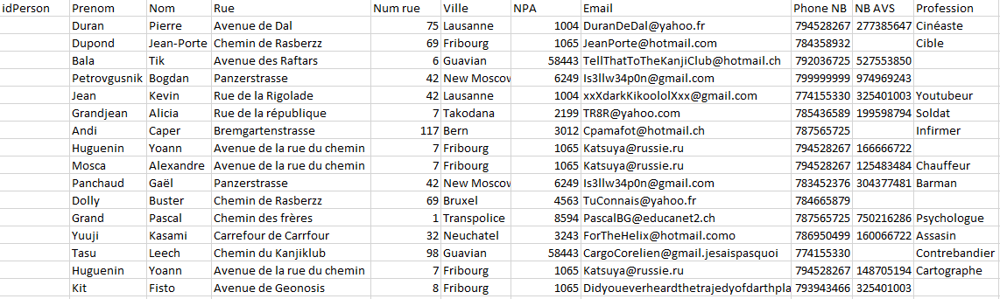 idPerson Prenom Nom Rue Num rue Ville NPA Email Phone NB NB AVS Profession
Duran Pierre Avenue de Dal 75 Lausanne 1004 DuranDeDal@yahoo.fr 794528267 277385647 Cinéaste
Dupond Jean-Porte Chemin de Rasberzz 69 Fribourg 1065 JeanPorte@hotmail.com 784358932 Cible
Bala Tik Avenue des Raftars 6 Guavian 58443 TellThatToTheKanjiClub@hotmail.ch 792036725 527553850
Petrovgusnik Bogdan Panzerstrasse 42 New Moscow 6249 Is3llw34p0n@gmail.com 799999999 974969243
Jean Kevin Rue de la Rigolade 42 Lausanne 1004 xxXdarkKikoololXxx@gmail.com 774155330 325401003 Youtubeur
Grandjean Alicia Rue de la république 7 Takodana 2199 TR8R@yahoo.com 785436589 199598794 Soldat
Andi Caper Bremgartenstrasse 117 Bern 3012 Cpamafot@hotmail.ch 787565725 Infirmer
Huguenin Yoann Avenue de la rue du chemin 7 Fribourg 1065 Katsuya@russie.ru 794528267 166666722
Mosca Alexandre Avenue de la rue du chemin 7 Fribourg 1065 Katsuya@russie.ru 794528267 125483484 Chauffeur
Panchaud Gaël Panzerstrasse 42 New Moscow 6249 Is3llw34p0n@gmail.com 783452376 304377481 Barman
Dolly Buster Chemin de Rasberzz 69 Bruxel 4563 TuConnais@yahoo.fr 784665879
Grand Pascal Chemin des frères 1 Transpolice 8594 PascalBG@educanet2.ch 787565725 750216286 Psychologue
Yuuji Kasami Carrefour de Carrfour 32 Neuchatel 3243 ForTheHelix@hotmail.como 786950499 160066722 Assasin
Tasu Leech Chemin du Kanjiklub 98 Guavian 58443 CargoCorelien@gmail.jesaispasquoi 774155330 Contrebandier
Huguenin Yoann Avenue de la rue du chemin 7 Fribourg 1065 Katsuya@russie.ru 794528267 148705194 Cartographe
Kit Fisto Avenue de Geonosis 8 Fribourg 1065 Didyoueverheardthetrajedyofdarthpla 793943466 325401003